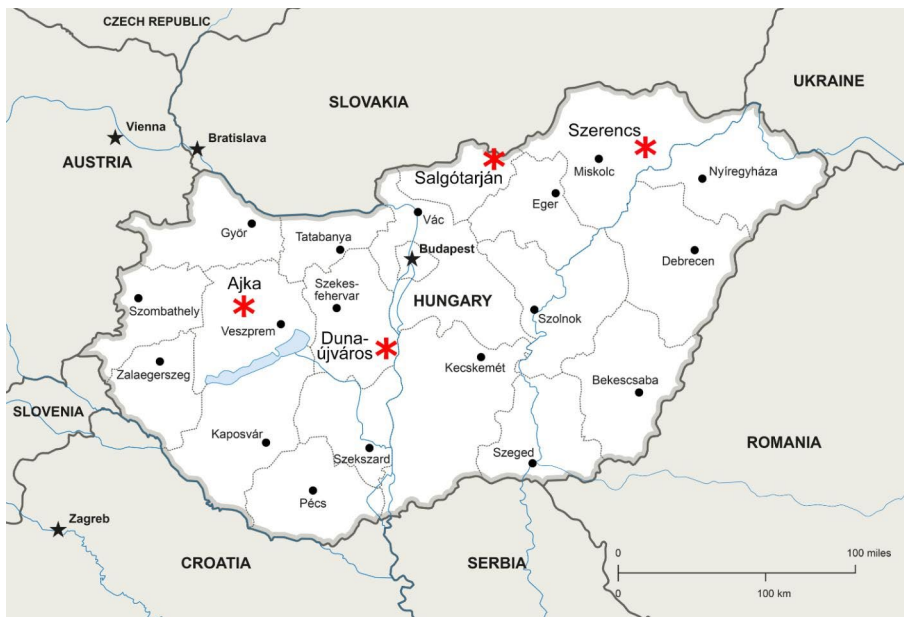 CZECH REPUBLIC
UKRAINE
SLOVAKIA
Vienna
Bratislava
AUSTRIA
Szerencs
Miskolc
Salgótarján
Nyíregyháza
Eger
Vác
Györ
Tatabanya
Budapest
Debrecen
Ajka
Szekes-
fehervar
HUNGARY
Szombathely
Veszprem
Szolnok
Duna-
újváros
Zalaegerszeg
Kecskemét
Bekescsaba
SLOVENIA
Kaposvár
Szekszard
Szeged
ROMANIA
Pécs
Zagreb
CROATIA
SERBIA
0
100 miles
0
100 km